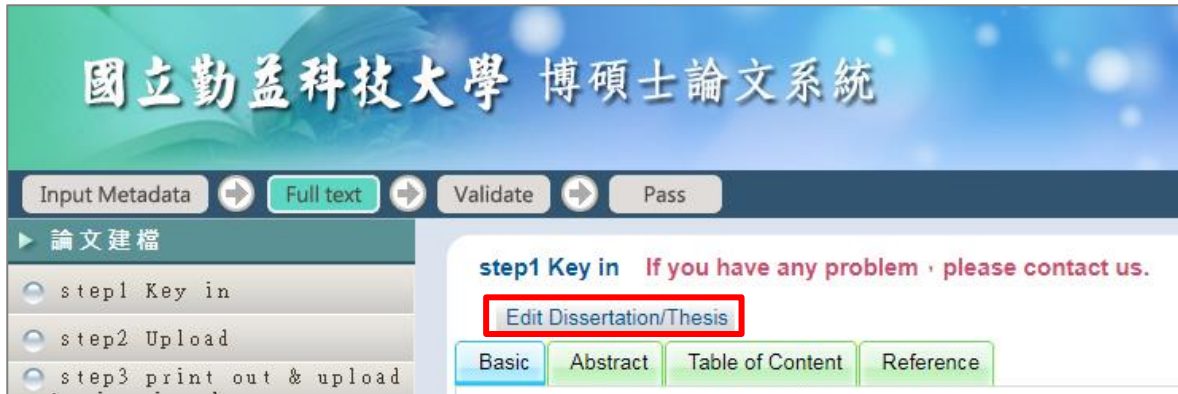 國立勤益科技大學 博碩士論文系統
Input Metadata Full text Validate Pass
論文建檔
step1 Key in
step2 Upload
step3 print out & upload
step1 Key in If you have any problem，please contact us.
Edit Dissertation/Thesis
Basic Abstract Table of Content Reference